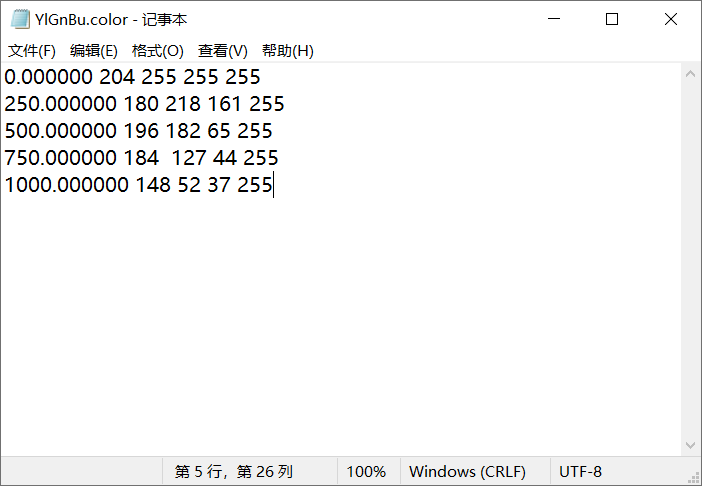 YlGnBu.color - 记事本
文件(F) 编辑(E) 格式(O) 查看(V) 帮助(H)
0.000000 204 255 255 255
250.000000 180 218 161 255
500.000000 196 182 65 255
750.000000 184  127 44 255
1000.000000 148 52 37 255
第 5 行，第 26 列 100% Windows (CRLF) UTF-8